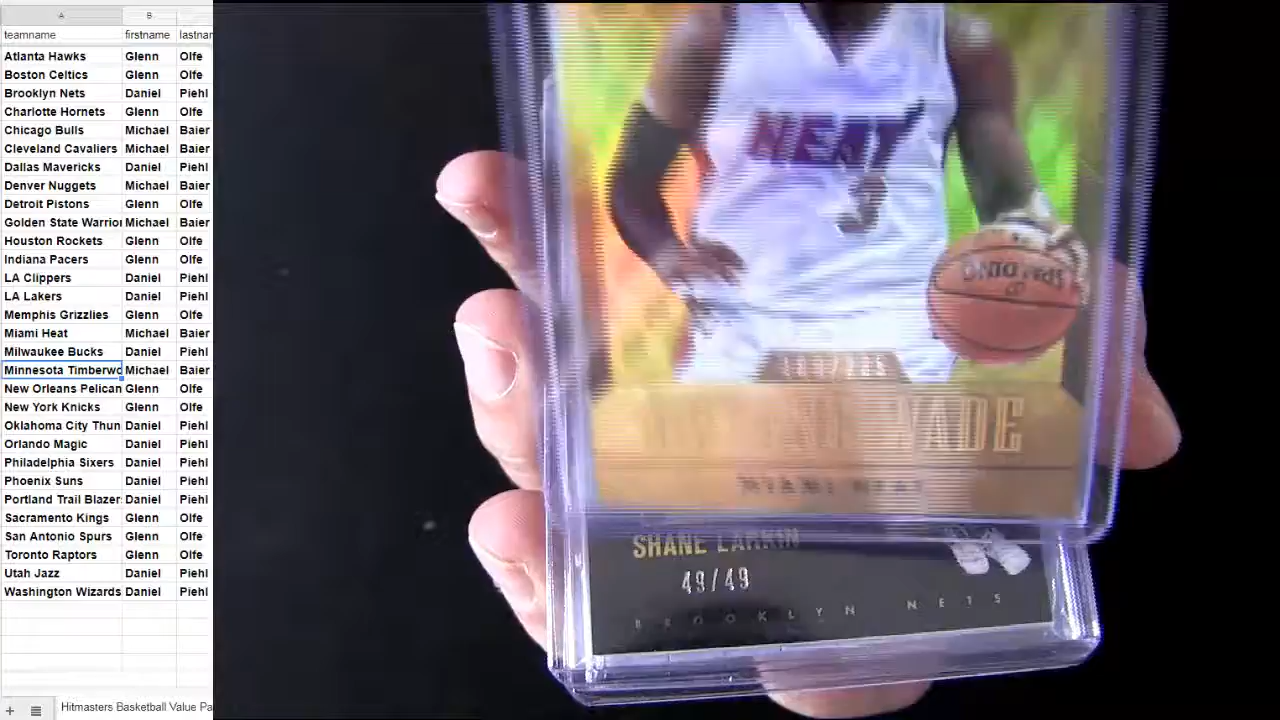 A B
teamname firstname lastnar
Atlanta Hawks Glenn Olfe
Boston Celtics Glenn Olfe
Brooklyn Nets Daniel Piehl
Charlotte Hornets Glenn Olfe
Chicago Bulls Michael Baier
Cleveland Cavaliers Michael Baier
Dallas Mavericks Daniel Piehl
Denver Nuggets Michael Baier
Detroit Pistons Glenn Olfe
Golden State Warrio Michael Baier
Houston Rockets Glenn Olfe
Indiana Pacers Glenn Olfe
LA Clippers Daniel Piehl
LA Lakers Daniel Piehl
Memphis Grizzlies Glenn Olfe
Miami Heat Michael Baier
Milwaukee Bucks Daniel Piehl
Minnesota Timberwo Michael Baier
New Orleans Pelican Glenn Olfe
New York Knicks Glenn Olfe
Oklahoma City Thun Daniel Piehl
Orlando Magic Daniel Piehl
Philadelphia Sixers Daniel Piehl
Phoenix Suns Daniel Piehl
Portland Trail Blazer Daniel Piehl
Sacramento Kings Glenn Olfe
San Antonio Spurs Glenn Olfe
Toronto Raptors Glenn Olfe
Utah Jazz Daniel Piehl
Washington Wizards Daniel Piehl
Hitmasters Basketball Value Pa
HEAT
3
SPALDING
WADE
MIAMI HEAT
SHANE LARKIN
49/49
BROOKLYN NETS